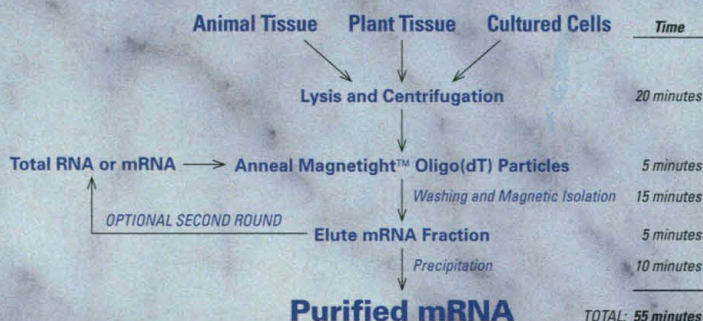 Animal Tissue Plant Tissue Cultured Cells Time
Lysis and Centrifugation 20 minutes
Total RNA or mRNA Anneal Magnetight™ Oligo(dT) Particles 5 minutes
Washing and Magnetic Isolation 15 minutes
OPTIONAL SECOND ROUND
Elute mRNA Fraction 5 minutes
Precipitation 10 minutes
Purified mRNA TOTAL: 55 minutes